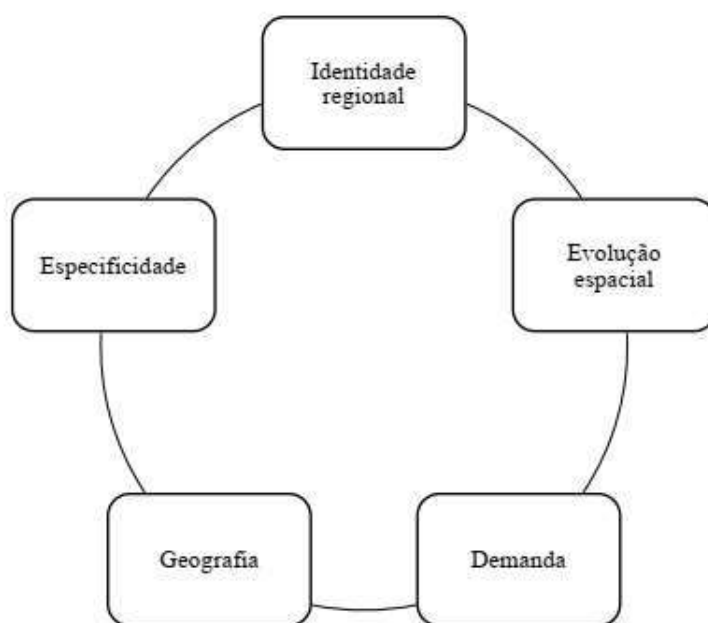 Identidade
regional
Especificidade
Evolução
espacial
Geografia
Demanda